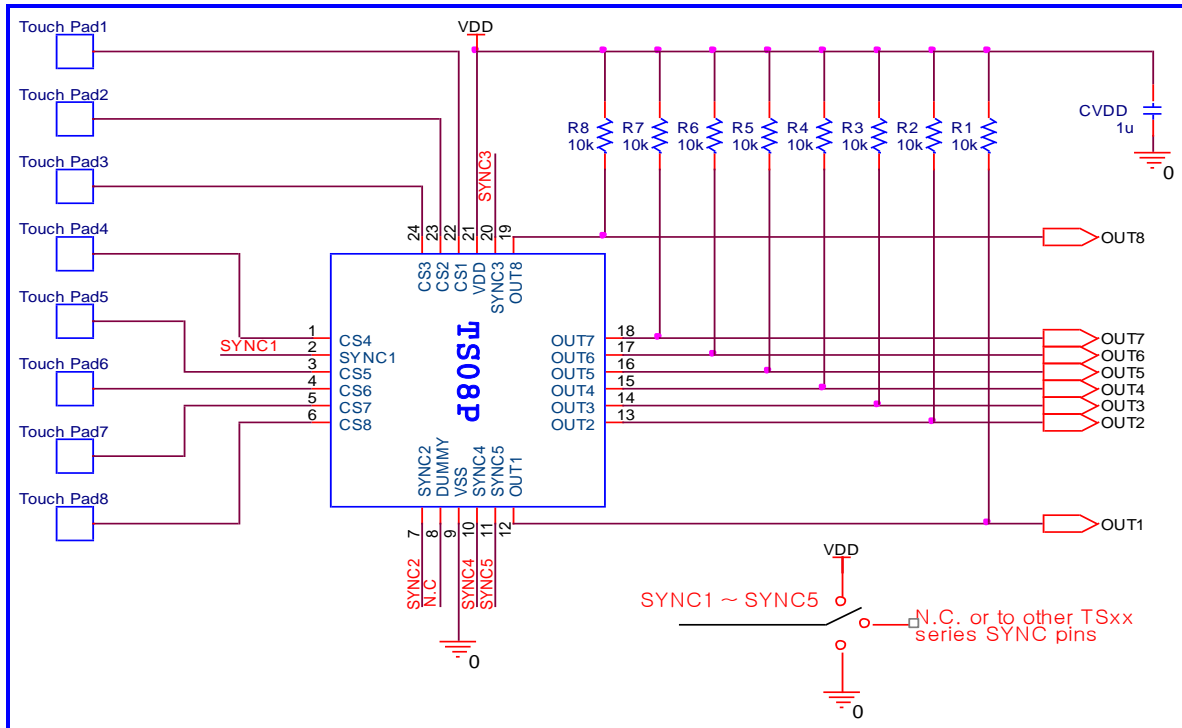 Touch Pad1
Touch Pad2
Touch Pad3
Touch Pad4
Touch Pad5
Touch Pad6
Touch Pad7
Touch Pad8
VDD
R8
10k
R7
10k
R6
10k
R5
10k
R4
10k
R3
10k
R2
10k
R1
10k
CVDD
1u
0
SYNC3
24
23
22
21
20
19
CS3
CS2
CS1
VDD
SYNC3
OUT8
OUT8
SYNC1
1
2
3
4
5
6
CS4
SYNC1
CS5
CS6
CS7
CS8
TS08P
OUT7
OUT6
OUT5
OUT4
OUT3
OUT2
18
17
16
15
14
13
OUT7
OUT6
OUT5
OUT4
OUT3
OUT2
SYNC2
DUMMY
VSS
SYNC4
SYNC5
OUT1
7
8
9
10
11
12
OUT1
SYNC2
N.C
SYNC4
SYNC5
0
VDD
SYNC1 ~ SYNC5
N.C. or to other TSxx
series SYNC pins
0